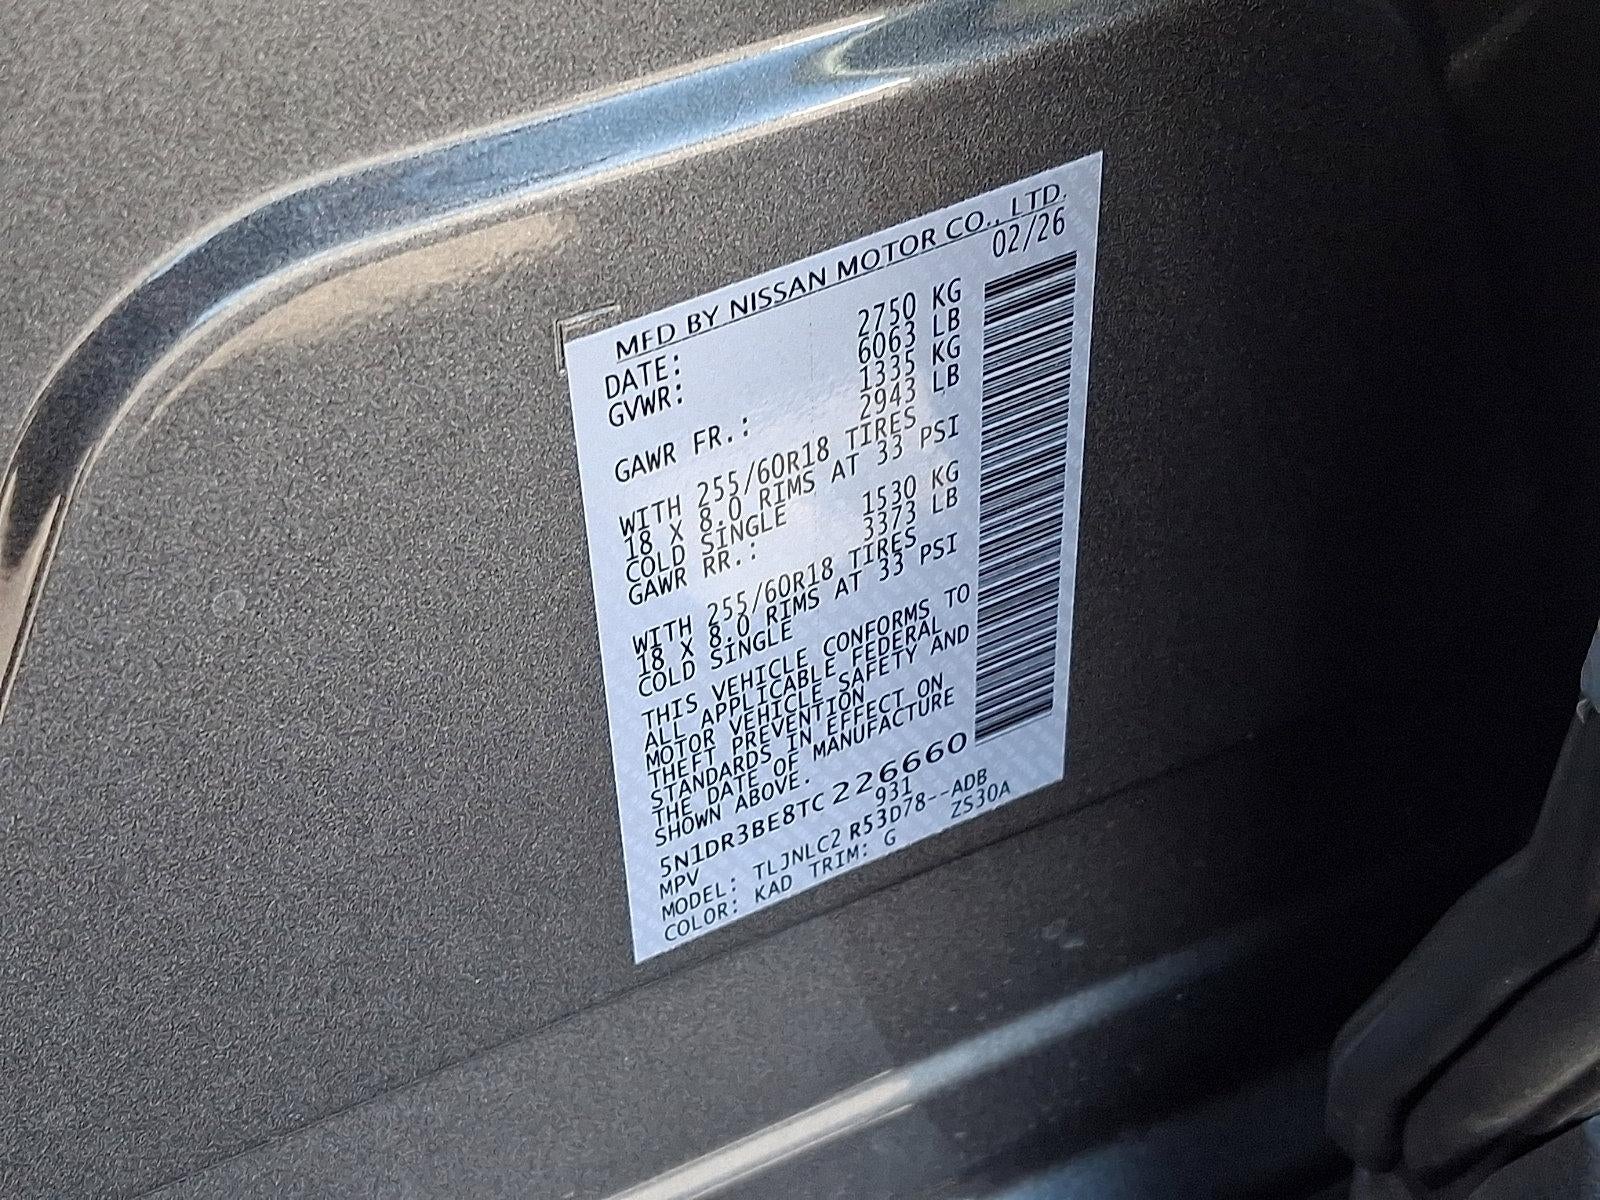 MFD BY NISSAN MOTOR CO., LTD.
DATE: 02/26
GVWR: 2750 KG
6063 LB
GAWR FR.: 1335 KG
2943 LB
WITH 255/60R18 TIRES
18 X 8.0 RIMS AT 33 PSI
COLD SINGLE
GAWR RR.: 1530 KG
3373 LB
WITH 255/60R18 TIRES
18 X 8.0 RIMS AT 33 PSI
COLD SINGLE
THIS VEHICLE CONFORMS TO
ALL APPLICABLE FEDERAL
MOTOR VEHICLE SAFETY AND
THEFT PREVENTION
STANDARDS IN EFFECT ON
THE DATE OF MANUFACTURE
SHOWN ABOVE.
5N1DR3BE8TC226660
MPV 931
MODEL: TLJNLC2 R53D78--ADB
COLOR: KAD TRIM: G ZS30A